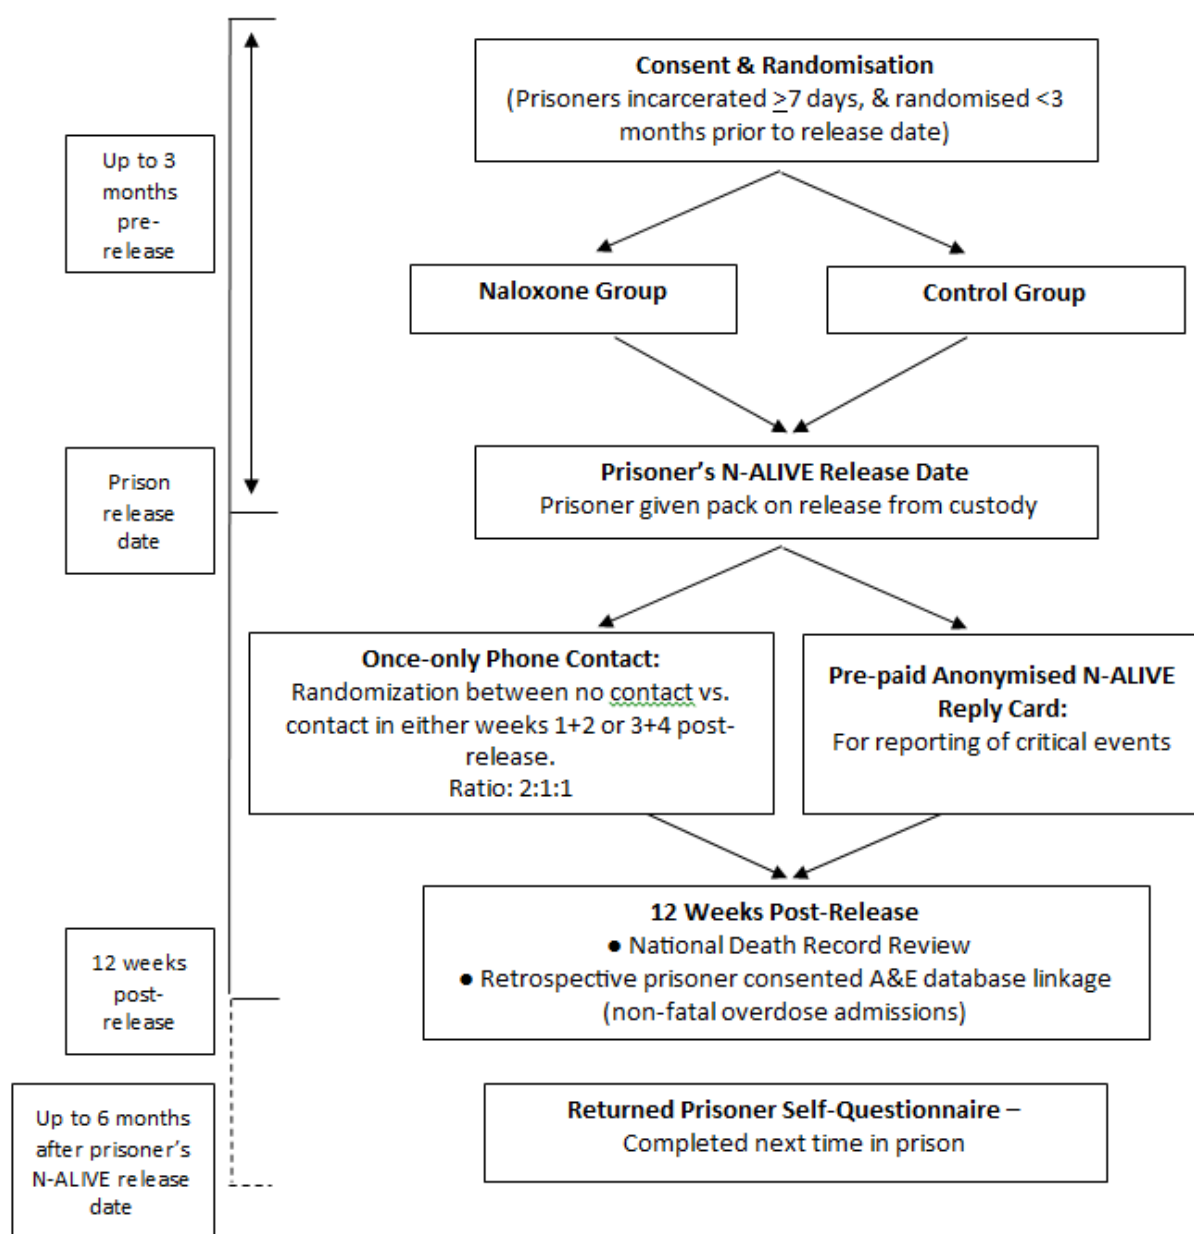 Consent & Randomisation
(Prisoners incarcerated ≥7 days, & randomised <3
months prior to release date)
Up to 3
months
pre-
release
Naloxone Group
Control Group
Prison
release
date
Prisoner’s N-ALIVE Release Date
Prisoner given pack on release from custody
Once-only Phone Contact:
Randomization between no contact vs.
contact in either weeks 1+2 or 3+4 post-
release.
Ratio: 2:1:1
Pre-paid Anonymised N-ALIVE
Reply Card:
For reporting of critical events
12 weeks
post-
release
12 Weeks Post-Release
● National Death Record Review
● Retrospective prisoner consented A&E database linkage
(non-fatal overdose admissions)
Up to 6 months
after prisoner’s
N-ALIVE release
date
Returned Prisoner Self-Questionnaire –
Completed next time in prison